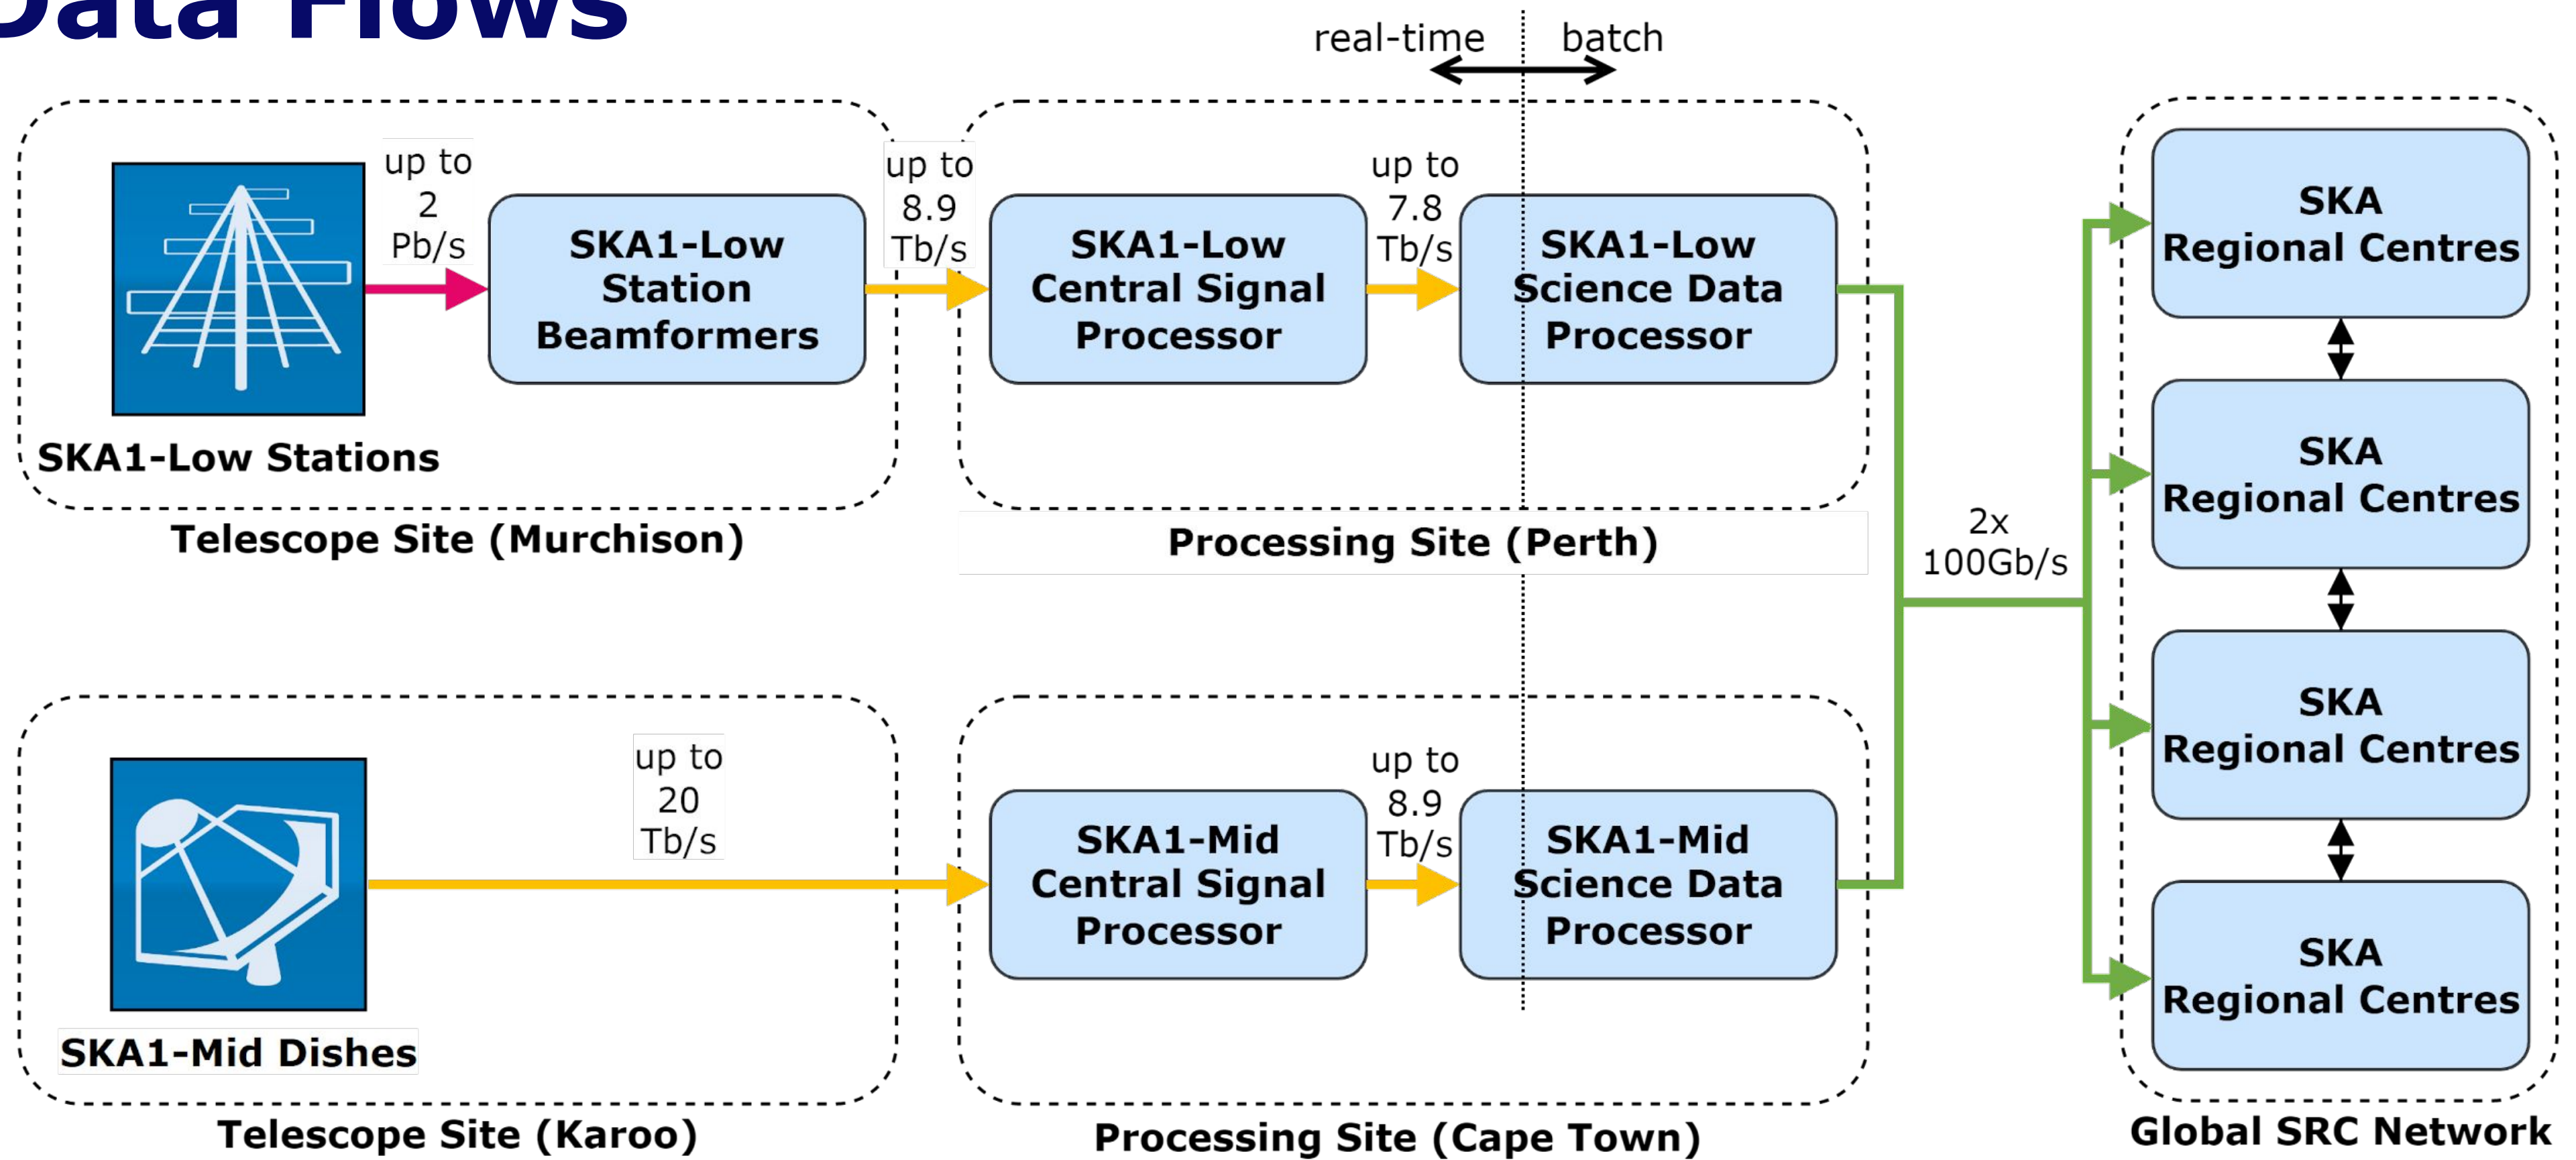 Data Flows
real-time
batch
up to
2
Pb/s
SKA1-Low
Station
Beamformers
SKA1-Low Stations
Telescope Site (Murchison)
up to
8.9
Tb/s
SKA1-Low
Central Signal
Processor
up to
7.8
Tb/s
SKA1-Low
Science Data
Processor
Processing Site (Perth)
up to
20
Tb/s
SKA1-Mid Dishes
Telescope Site (Karoo)
SKA1-Mid
Central Signal
Processor
up to
8.9
Tb/s
SKA1-Mid
Science Data
Processor
Processing Site (Cape Town)
2x
100Gb/s
SKA
Regional Centres
SKA
Regional Centres
SKA
Regional Centres
SKA
Regional Centres
Global SRC Network